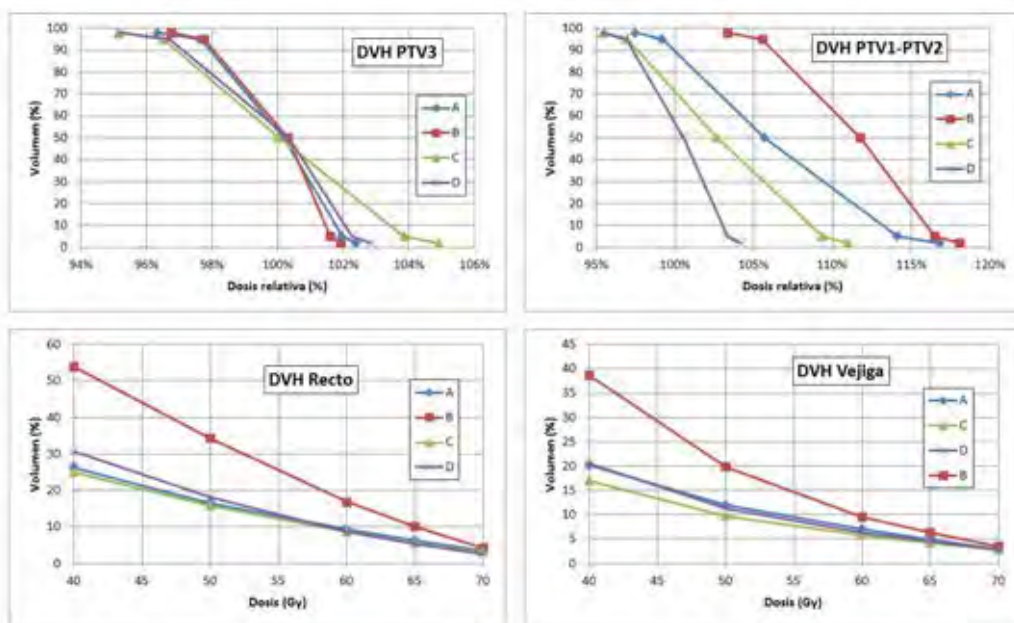 DVH PTV3
Volumen (%)
100
90
80
70
60
50
40
30
20
10
0
94%
96%
98%
100%
102%
104%
106%
Dosis relativa (%)
A
B
C
D
DVH PTV1-PTV2
Volumen (%)
100
90
80
70
60
50
40
30
20
10
0
95%
100%
105%
110%
115%
120%
Dosis relativa (%)
A
B
C
D
DVH Recto
Volumen (%)
60
50
40
30
20
10
0
40
45
50
55
60
65
70
Dosis (Gy)
A
B
C
D
DVH Vejiga
Volumen (%)
45
40
35
30
25
20
15
10
5
0
40
45
50
55
60
65
70
Dosis (Gy)
A
C
D
B